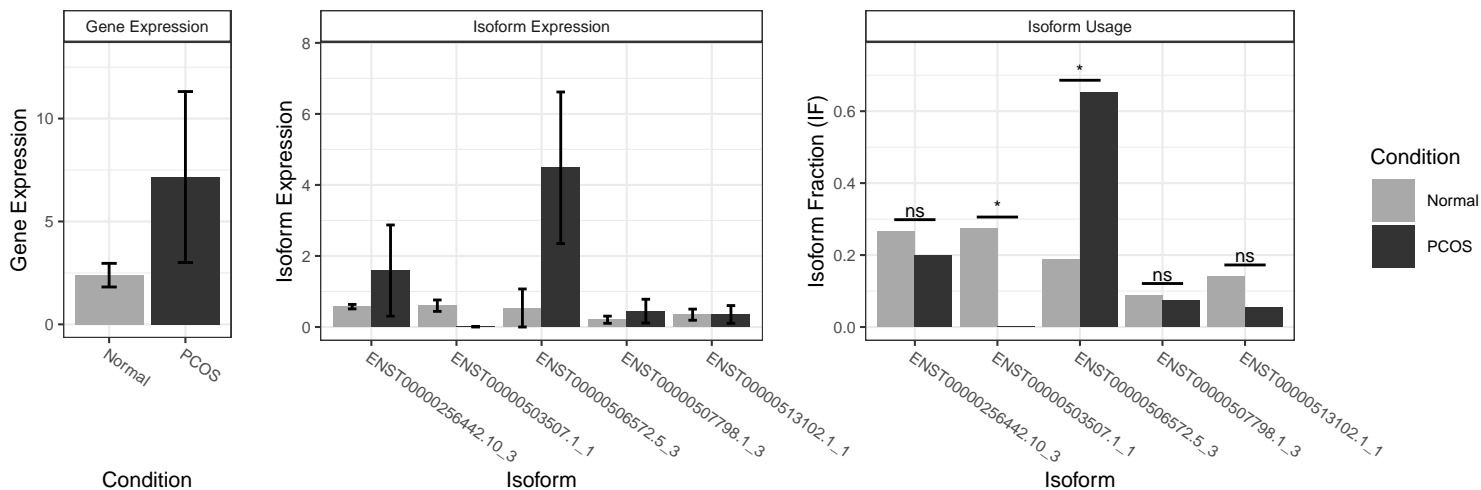 Gene Expression
Gene Expression
10
5
0
Normal
PCOS
Condition
Isoform Expression
Isoform Expression
8
6
4
2
0
ENST00000256442.10_3
ENST00000503507.1_1
ENST00000506572.5_3
ENST00000507798.1_3
ENST00000513102.1_1
Isoform
Isoform Usage
Isoform Fraction (IF)
0.6
0.4
0.2
0.0
ns
*
*
ns
ns
ENST00000256442.10_3
ENST00000503507.1_1
ENST00000506572.5_3
ENST00000507798.1_3
ENST00000513102.1_1
Isoform
Condition
Normal
PCOS